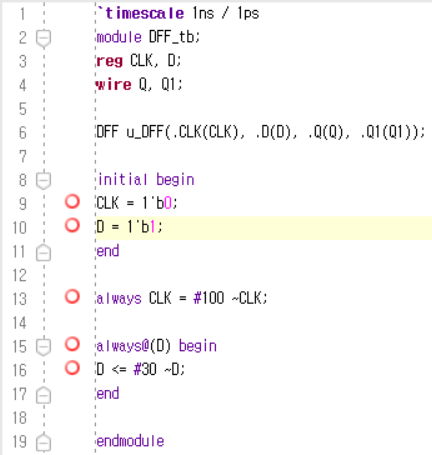 1 `timescale 1ns / 1ps
2 module DFF_tb;
3 reg CLK, D;
4 wire Q, Q1;
5
6 DFF u_DFF(.CLK(CLK), .D(D), .Q(Q), .Q1(Q1));
7
8 initial begin
9 CLK = 1'b0;
10 D = 1'b1;
11 end
12
13 always CLK = #100 ~CLK;
14
15 always@(D) begin
16 D <= #30 ~D;
17 end
18
19 endmodule